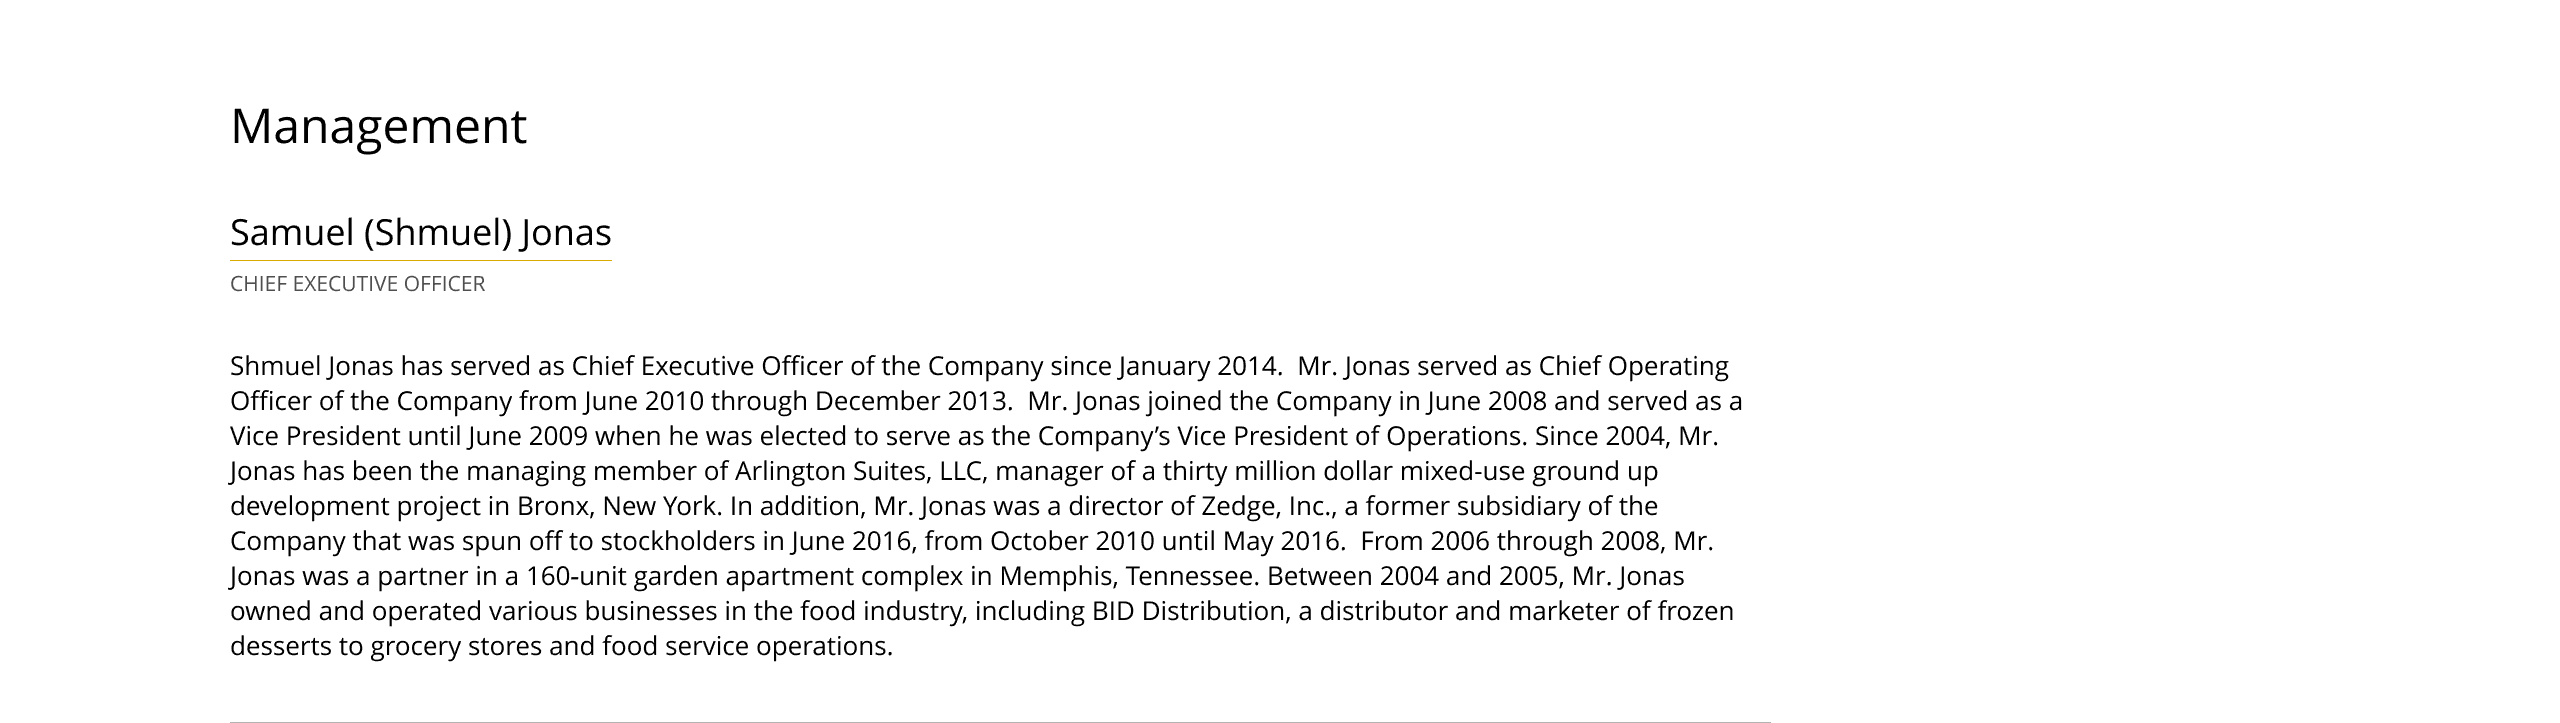 Management
Samuel (Shmuel) Jonas
CHIEF EXECUTIVE OFFICER
Shmuel Jonas has served as Chief Executive Officer of the Company since January 2014.  Mr. Jonas served as Chief Operating
Officer of the Company from June 2010 through December 2013.  Mr. Jonas joined the Company in June 2008 and served as a
Vice President until June 2009 when he was elected to serve as the Company’s Vice President of Operations. Since 2004, Mr.
Jonas has been the managing member of Arlington Suites, LLC, manager of a thirty million dollar mixed-use ground up
development project in Bronx, New York. In addition, Mr. Jonas was a director of Zedge, Inc., a former subsidiary of the
Company that was spun off to stockholders in June 2016, from October 2010 until May 2016.  From 2006 through 2008, Mr.
Jonas was a partner in a 160-unit garden apartment complex in Memphis, Tennessee. Between 2004 and 2005, Mr. Jonas
owned and operated various businesses in the food industry, including BID Distribution, a distributor and marketer of frozen
desserts to grocery stores and food service operations.